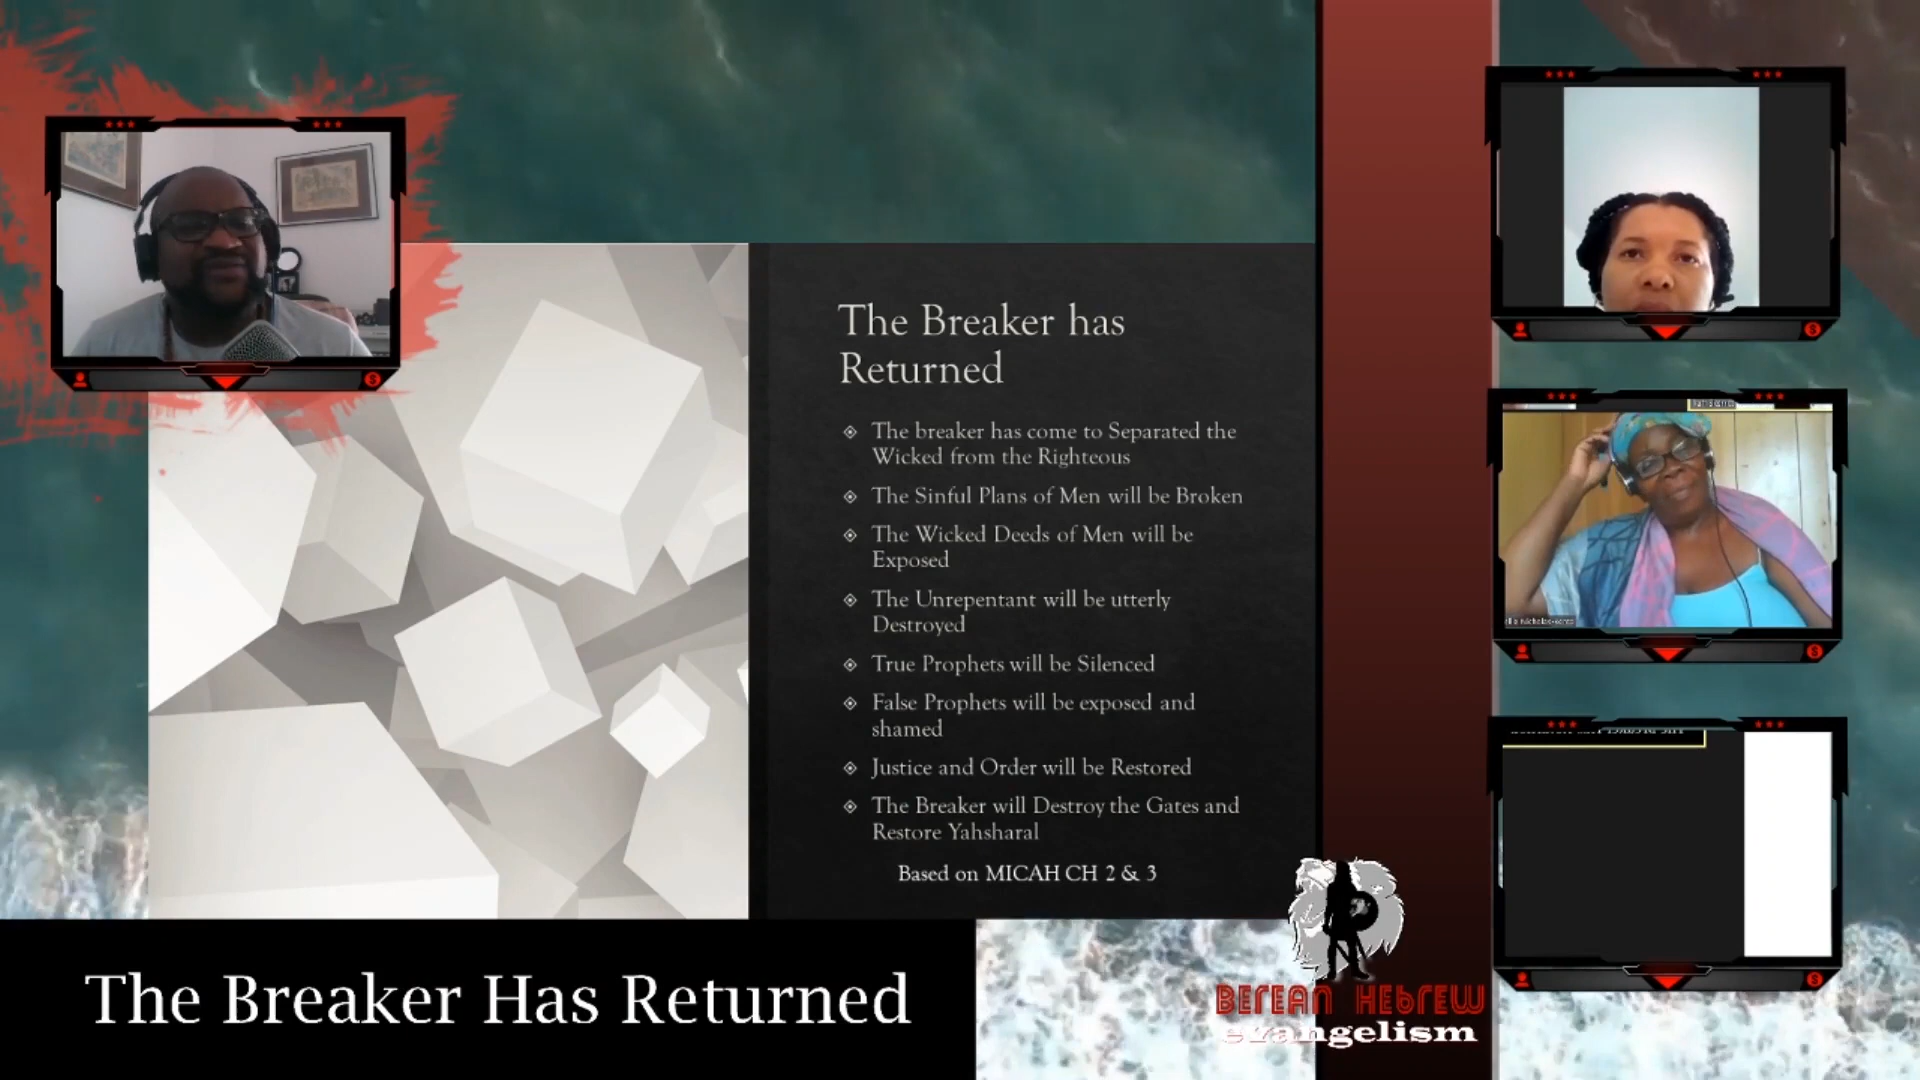 The Breaker has
Returned
The breaker has come to Separated the
Wicked from the Righteous
The Sinful Plans of Men will be Broken
The Wicked Deeds of Men will be
Exposed
The Unrepentant will be utterly
Destroyed
True Prophets will be Silenced
False Prophets will be exposed and
shamed
Justice and Order will be Restored
The Breaker will Destroy the Gates and
Restore Yahsharal
Based on MICAH CH 2 & 3
The Breaker Has Returned
BEREAN HEBREW
evangelism